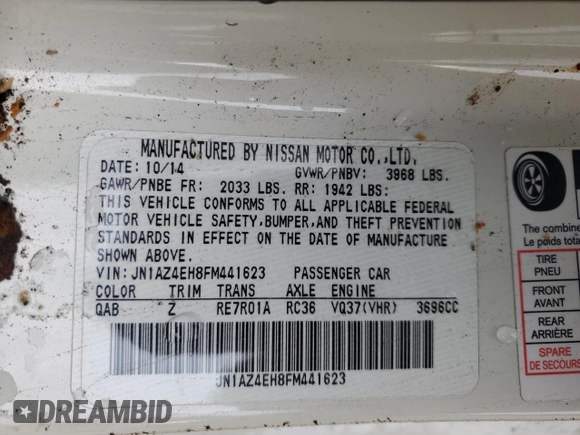 MANUFACTURED BY NISSAN MOTOR CO.,LTD.
DATE: 10/14 GVWR/PNBV: 3968 LBS.
GAWR/PNBE FR: 2033 LBS. RR: 1942 LBS:
THIS VEHICLE CONFORMS TO ALL APPLICABLE FEDERAL
MOTOR VEHICLE SAFETY,BUMPER,AND THEFT PREVENTION
STANDARDS IN EFFECT ON THE DATE OF MANUFACTURE
SHOWN ABOVE.
VIN: JN1AZ4EH8FM441623 PASSENGER CAR
COLOR TRIM TRANS AXLE ENGINE
QAB Z RE7R01A RC36 VQ37(VHR) 3696CC
JN1AZ4EH8FM441623
The combine
Le poids tota
TIRE
PNEU
FRONT
AVANT
REAR
ARRIÈRE
SPARE
DE SECOURS
DREAMBID